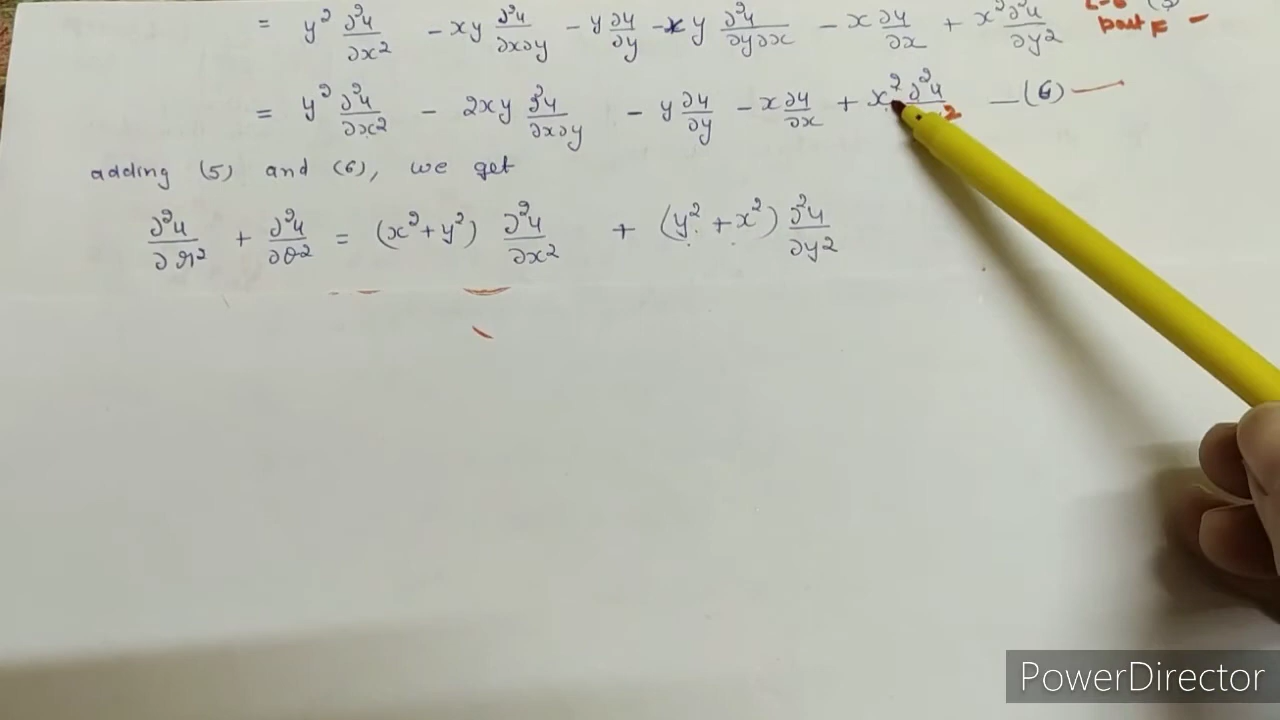 = y² ∂²u/∂x² - xy ∂²u/∂x∂y - y ∂u/∂y - xy ∂²u/∂y∂x - x ∂u/∂x + x² ∂²u/∂y²
part F -
= y² ∂²u/∂x² - 2xy ∂²u/∂x∂y - y ∂u/∂y - x ∂u/∂x + x² ∂²u —(6)
adding (5) and (6), we get
∂²u/∂r² + ∂²u/∂θ² = (x²+y²) ∂²u/∂x² + (y²+x²) ∂²u/∂y²
PowerDirector